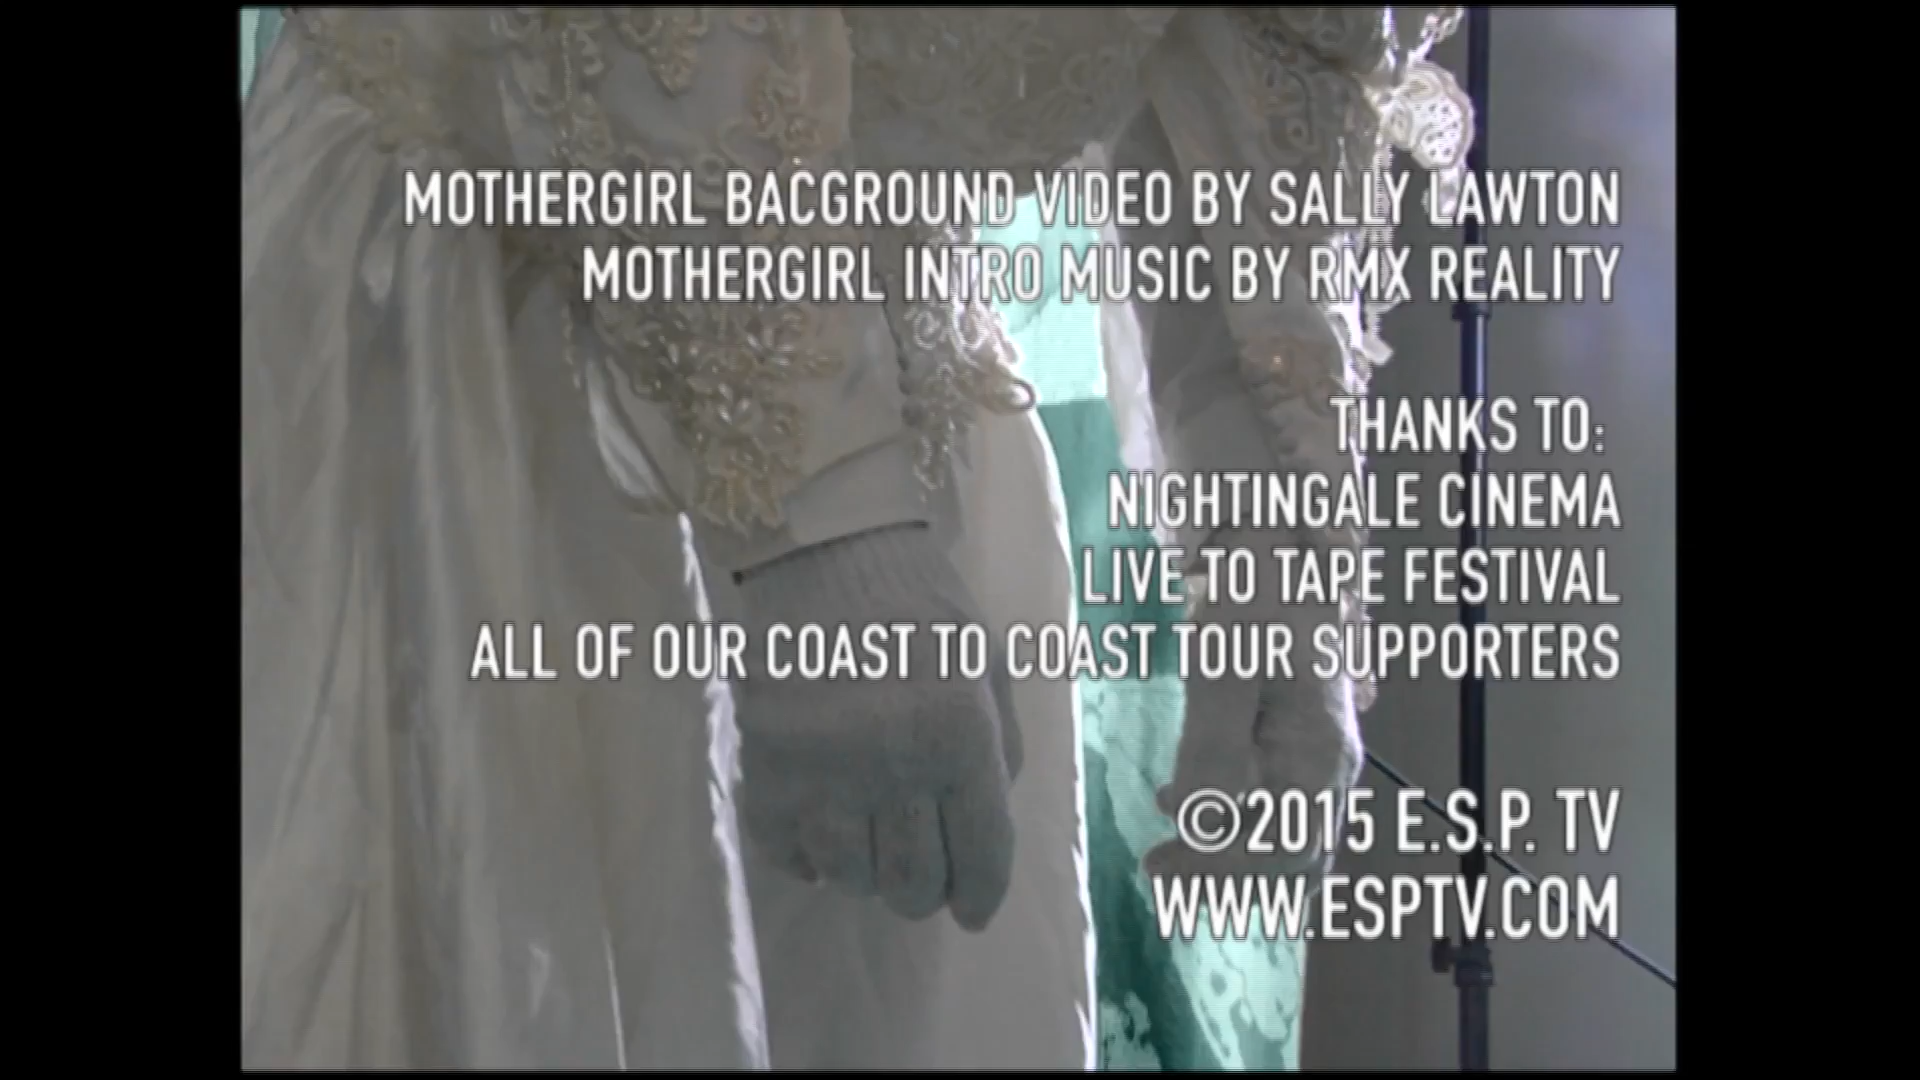 MOTHERGIRL BACGROUND VIDEO BY SALLY LAWTON
MOTHERGIRL INTRO MUSIC BY RMX REALITY
THANKS TO:
NIGHTINGALE CINEMA
LIVE TO TAPE FESTIVAL
ALL OF OUR COAST TO COAST TOUR SUPPORTERS
©2015 E.S.P. TV
WWW.ESPTV.COM